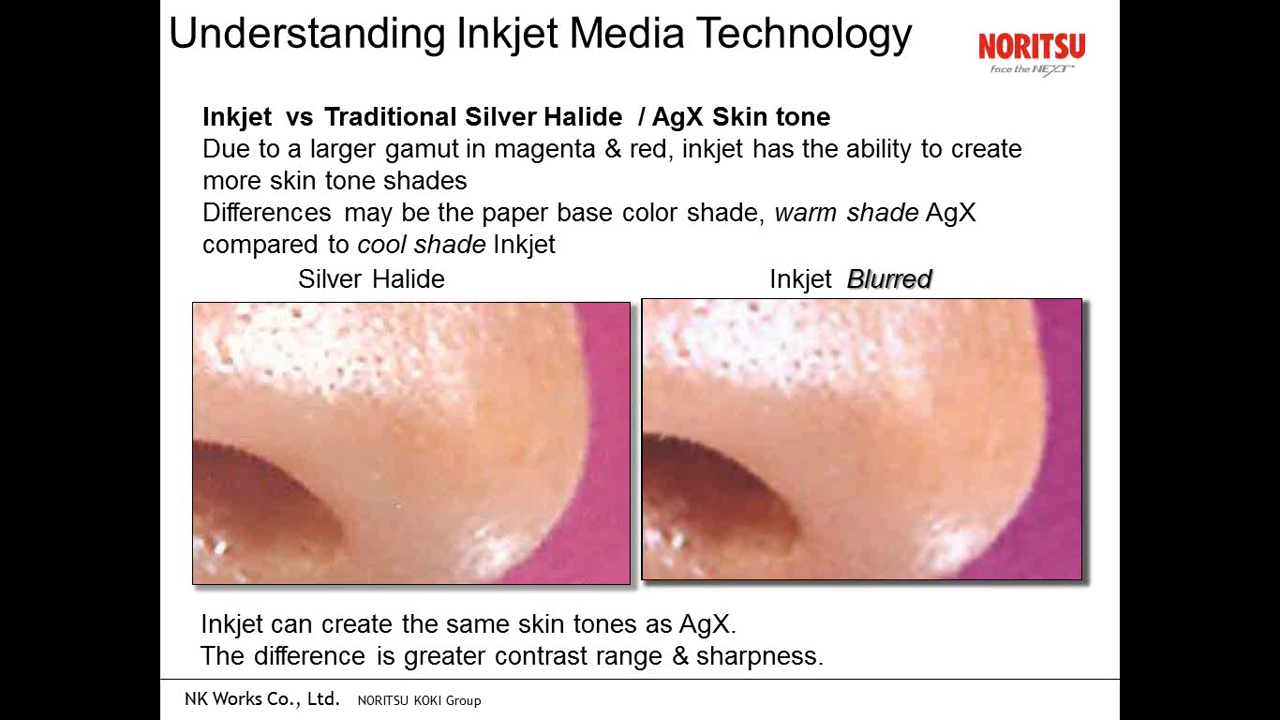 Understanding Inkjet Media Technology
NORITSU
face the NEXT™
Inkjet vs Traditional Silver Halide / AgX Skin tone
Due to a larger gamut in magenta & red, inkjet has the ability to create
more skin tone shades
Differences may be the paper base color shade, warm shade AgX
compared to cool shade Inkjet
Silver Halide
Inkjet Blurred
Inkjet can create the same skin tones as AgX.
The difference is greater contrast range & sharpness.
NK Works Co., Ltd. NORITSU KOKI Group